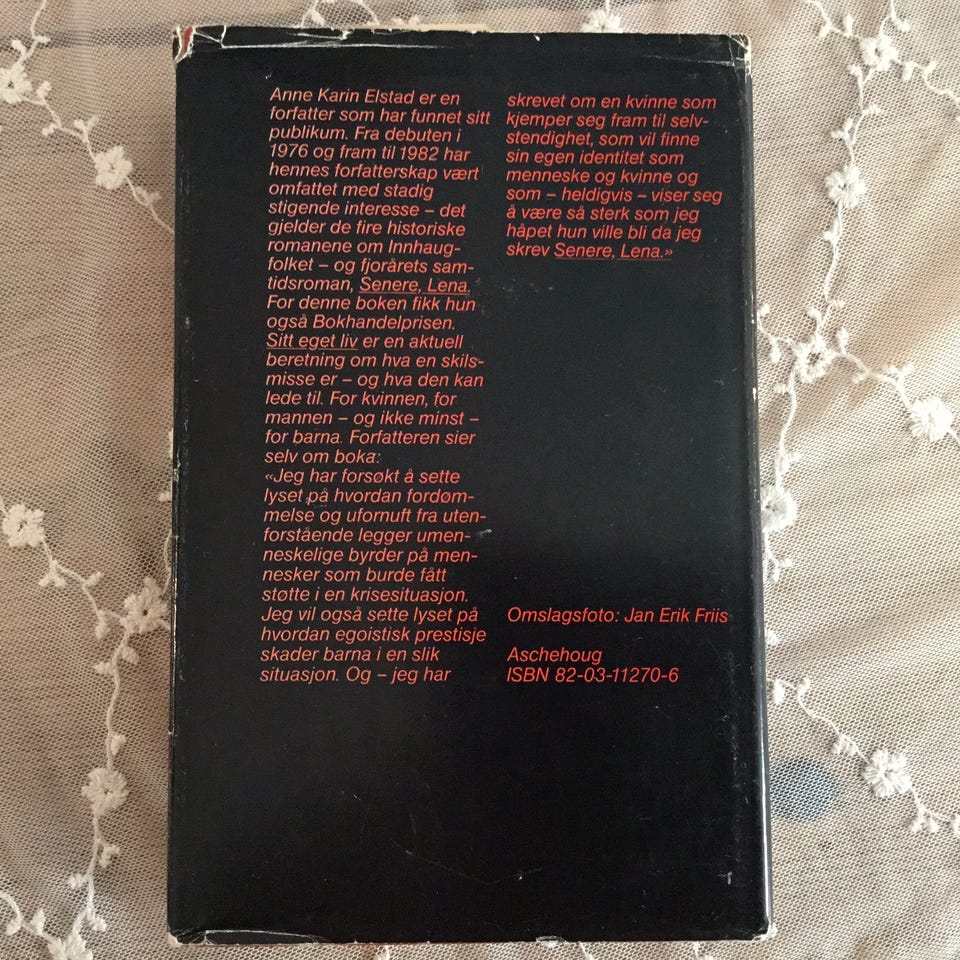 Anne Karin Elstad er en
forfatter som har funnet sitt
publikum. Fra debuten i
1976 og fram til 1982 har
hennes forfatterskap vært
omfattet med stadig
stigende interesse – det
gjelder de fire historiske
romanene om Innhaug-
folket – og fjorårets sam-
tidsroman, Senere, Lena.
For denne boken fikk hun
også Bokhandelprisen.
Sitt eget liv er en aktuell
beretning om hva en skils-
misse er – og hva den kan
lede til. For kvinnen, for
mannen – og ikke minst –
for barna. Forfatteren sier
selv om boka:
«Jeg har forsøkt å sette
lyset på hvordan fordøm-
melse og ufornuft fra uten-
forstående legger umen-
neskelige byrder på men-
nesker som burde fått
støtte i en krisesituasjon.
Jeg vil også sette lyset på
hvordan egoistisk prestisje
skader barna i en slik
situasjon. Og – jeg har
skrevet om en kvinne som
kjemper seg fram til selv-
stendighet, som vil finne
sin egen identitet som
menneske og kvinne og
som – heldigvis – viser seg
å være så sterk som jeg
håpet hun ville bli da jeg
skrev Senere, Lena.»
Omslagsfoto: Jan Erik Friis
Aschehoug
ISBN 82-03-11270-6